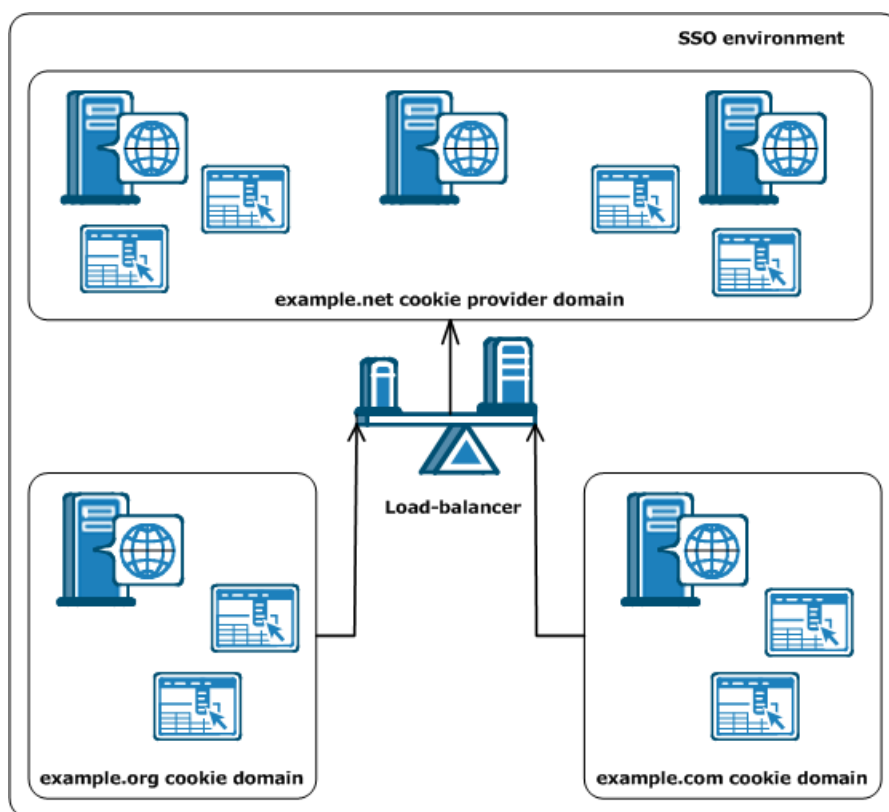 SSO environment
example.net cookie provider domain
Load-balancer
example.org cookie domain
example.com cookie domain